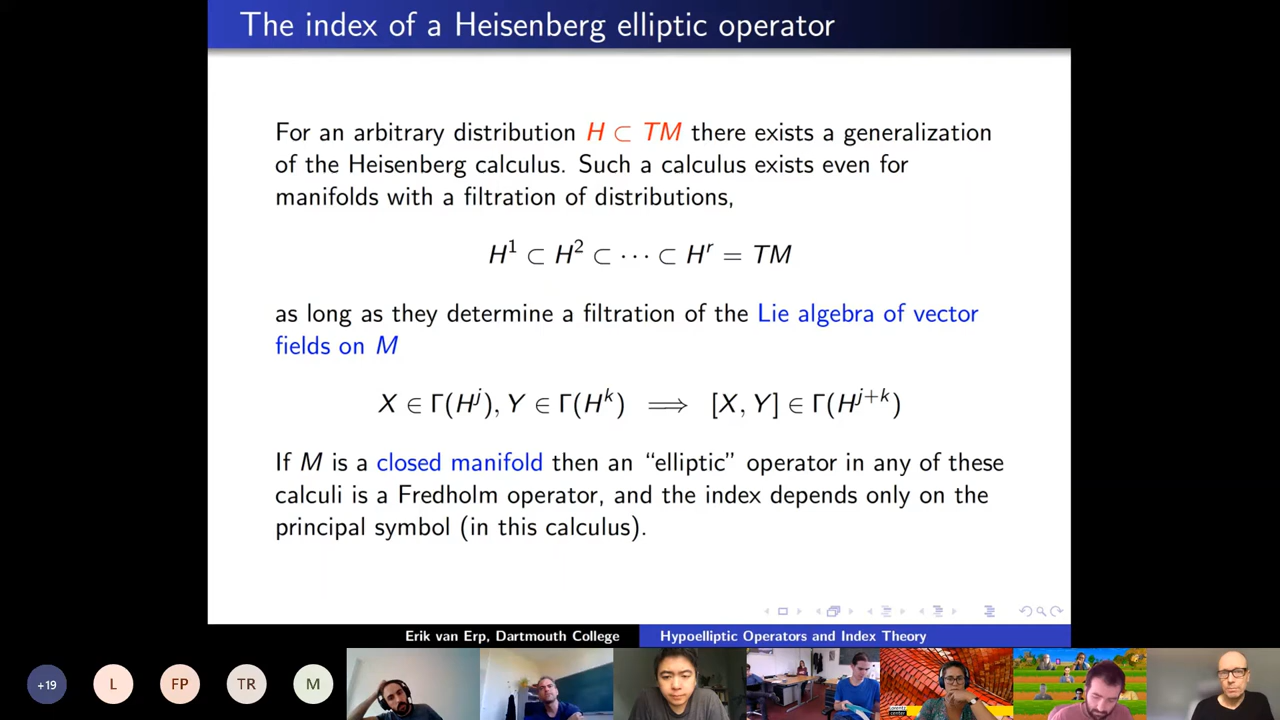 The index of a Heisenberg elliptic operator
For an arbitrary distribution H ⊂ TM there exists a generalization
of the Heisenberg calculus. Such a calculus exists even for
manifolds with a filtration of distributions,
H¹ ⊂ H² ⊂ ··· ⊂ Hʳ = TM
as long as they determine a filtration of the Lie algebra of vector
fields on M
X ∈ Γ(Hʲ), Y ∈ Γ(Hᵏ) ⟹ [X, Y] ∈ Γ(Hʲ⁺ᵏ)
If M is a closed manifold then an “elliptic” operator in any of these
calculi is a Fredholm operator, and the index depends only on the
principal symbol (in this calculus).
Erik van Erp, Dartmouth College
Hypoelliptic Operators and Index Theory
+19
L
FP
TR
M